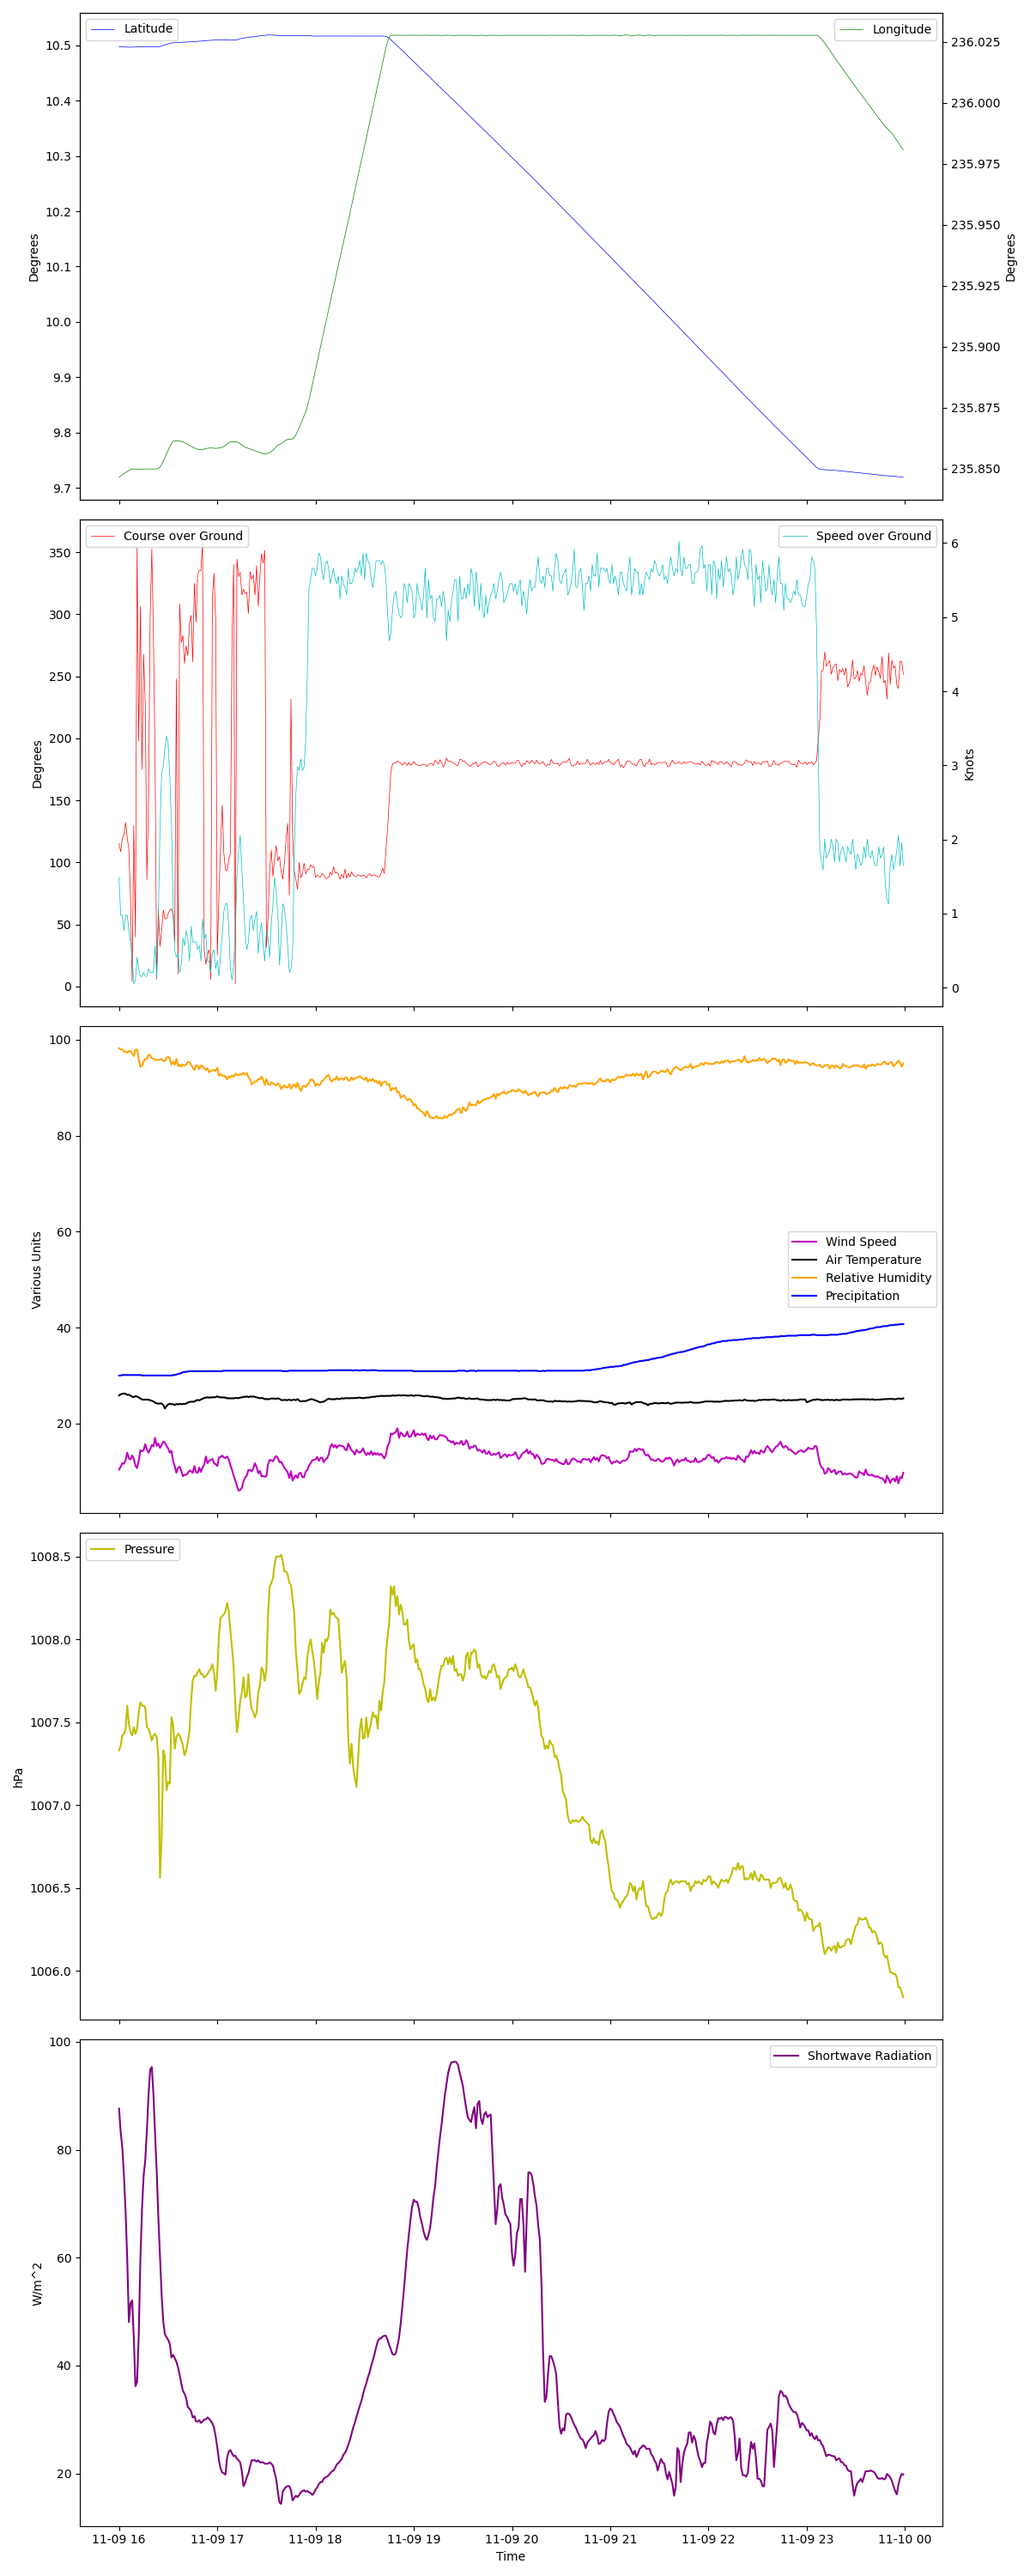 Latitude
Longitude
10.5
10.4
10.3
10.2
10.1
10.0
9.9
9.8
9.7
Degrees
236.025
236.000
235.975
235.950
235.925
235.900
235.875
235.850
Degrees
Course over Ground
Speed over Ground
350
300
250
200
150
100
50
0
Degrees
6
5
4
3
2
1
0
Knots
100
80
60
40
20
Various Units
Wind Speed
Air Temperature
Relative Humidity
Precipitation
Pressure
1008.5
1008.0
1007.5
1007.0
1006.5
1006.0
hPa
Shortwave Radiation
100
80
60
40
20
W/m^2
11-09 16 11-09 17 11-09 18 11-09 19 11-09 20 11-09 21 11-09 22 11-09 23 11-10 00
Time